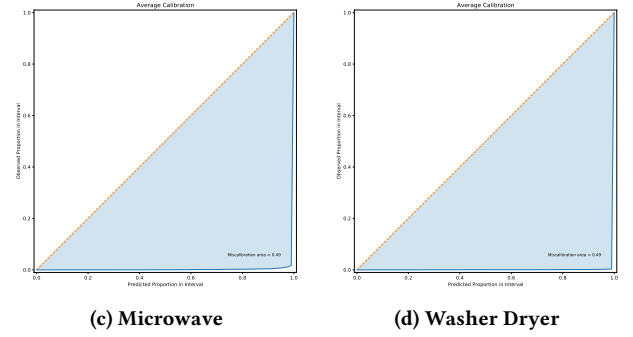 Average Calibration
1.0
0.8
0.6
0.4
0.2
0.0
Observed Proportion in Interval
Miscalibration area = 0.49
0.0 0.2 0.4 0.6 0.8 1.0
Predicted Proportion in Interval
(c) Microwave
Average Calibration
1.0
0.8
0.6
0.4
0.2
0.0
Observed Proportion in Interval
Miscalibration area = 0.49
0.0 0.2 0.4 0.6 0.8 1.0
Predicted Proportion in Interval
(d) Washer Dryer